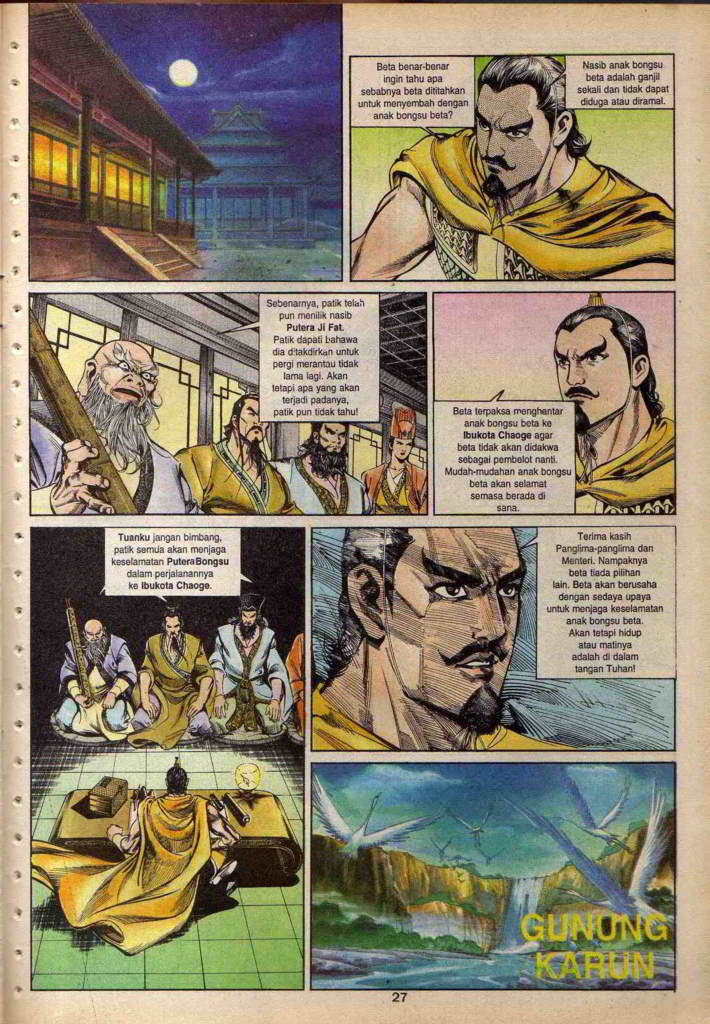 Beta benar-benar
ingin tahu apa
sebabnya beta dititahkan
untuk menyembah dengan
anak bongsu beta?
Nasib anak bongsu
beta adalah ganjil
sekali dan tidak dapat
diduga atau diramal.
Sebenarnya, patik telah
pun menilik nasib
Putera Ji Fat.
Patik dapati bahawa
dia ditakdirkan untuk
pergi merantau tidak
lama lagi. Akan
tetapi apa yang akan
terjadi padanya,
patik pun tidak tahu!
Beta terpaksa menghantar
anak bongsu beta ke
Ibukota Chaoge agar
beta tidak akan dituduh
sebagai pembelot nanti.
Mudah-mudahan anak bongsu
beta akan selamat
semasa berada di
sana.
Tuanku jangan bimbang,
patik semua akan menjaga
keselamatan PuteraBongsu
dalam perjalanannya
ke Ibukota Chaoge.
Terima kasih
Panglima-panglima dan
Menteri. Nampaknya
beta tiada pilihan
lain. Beta akan berusaha
dengan sedaya upaya
untuk menjaga keselamatan
anak bongsu beta.
Akan tetapi hidup
atau matinya
adalah di dalam
tangan Tuhan!
GUNUNG
KARUN
27